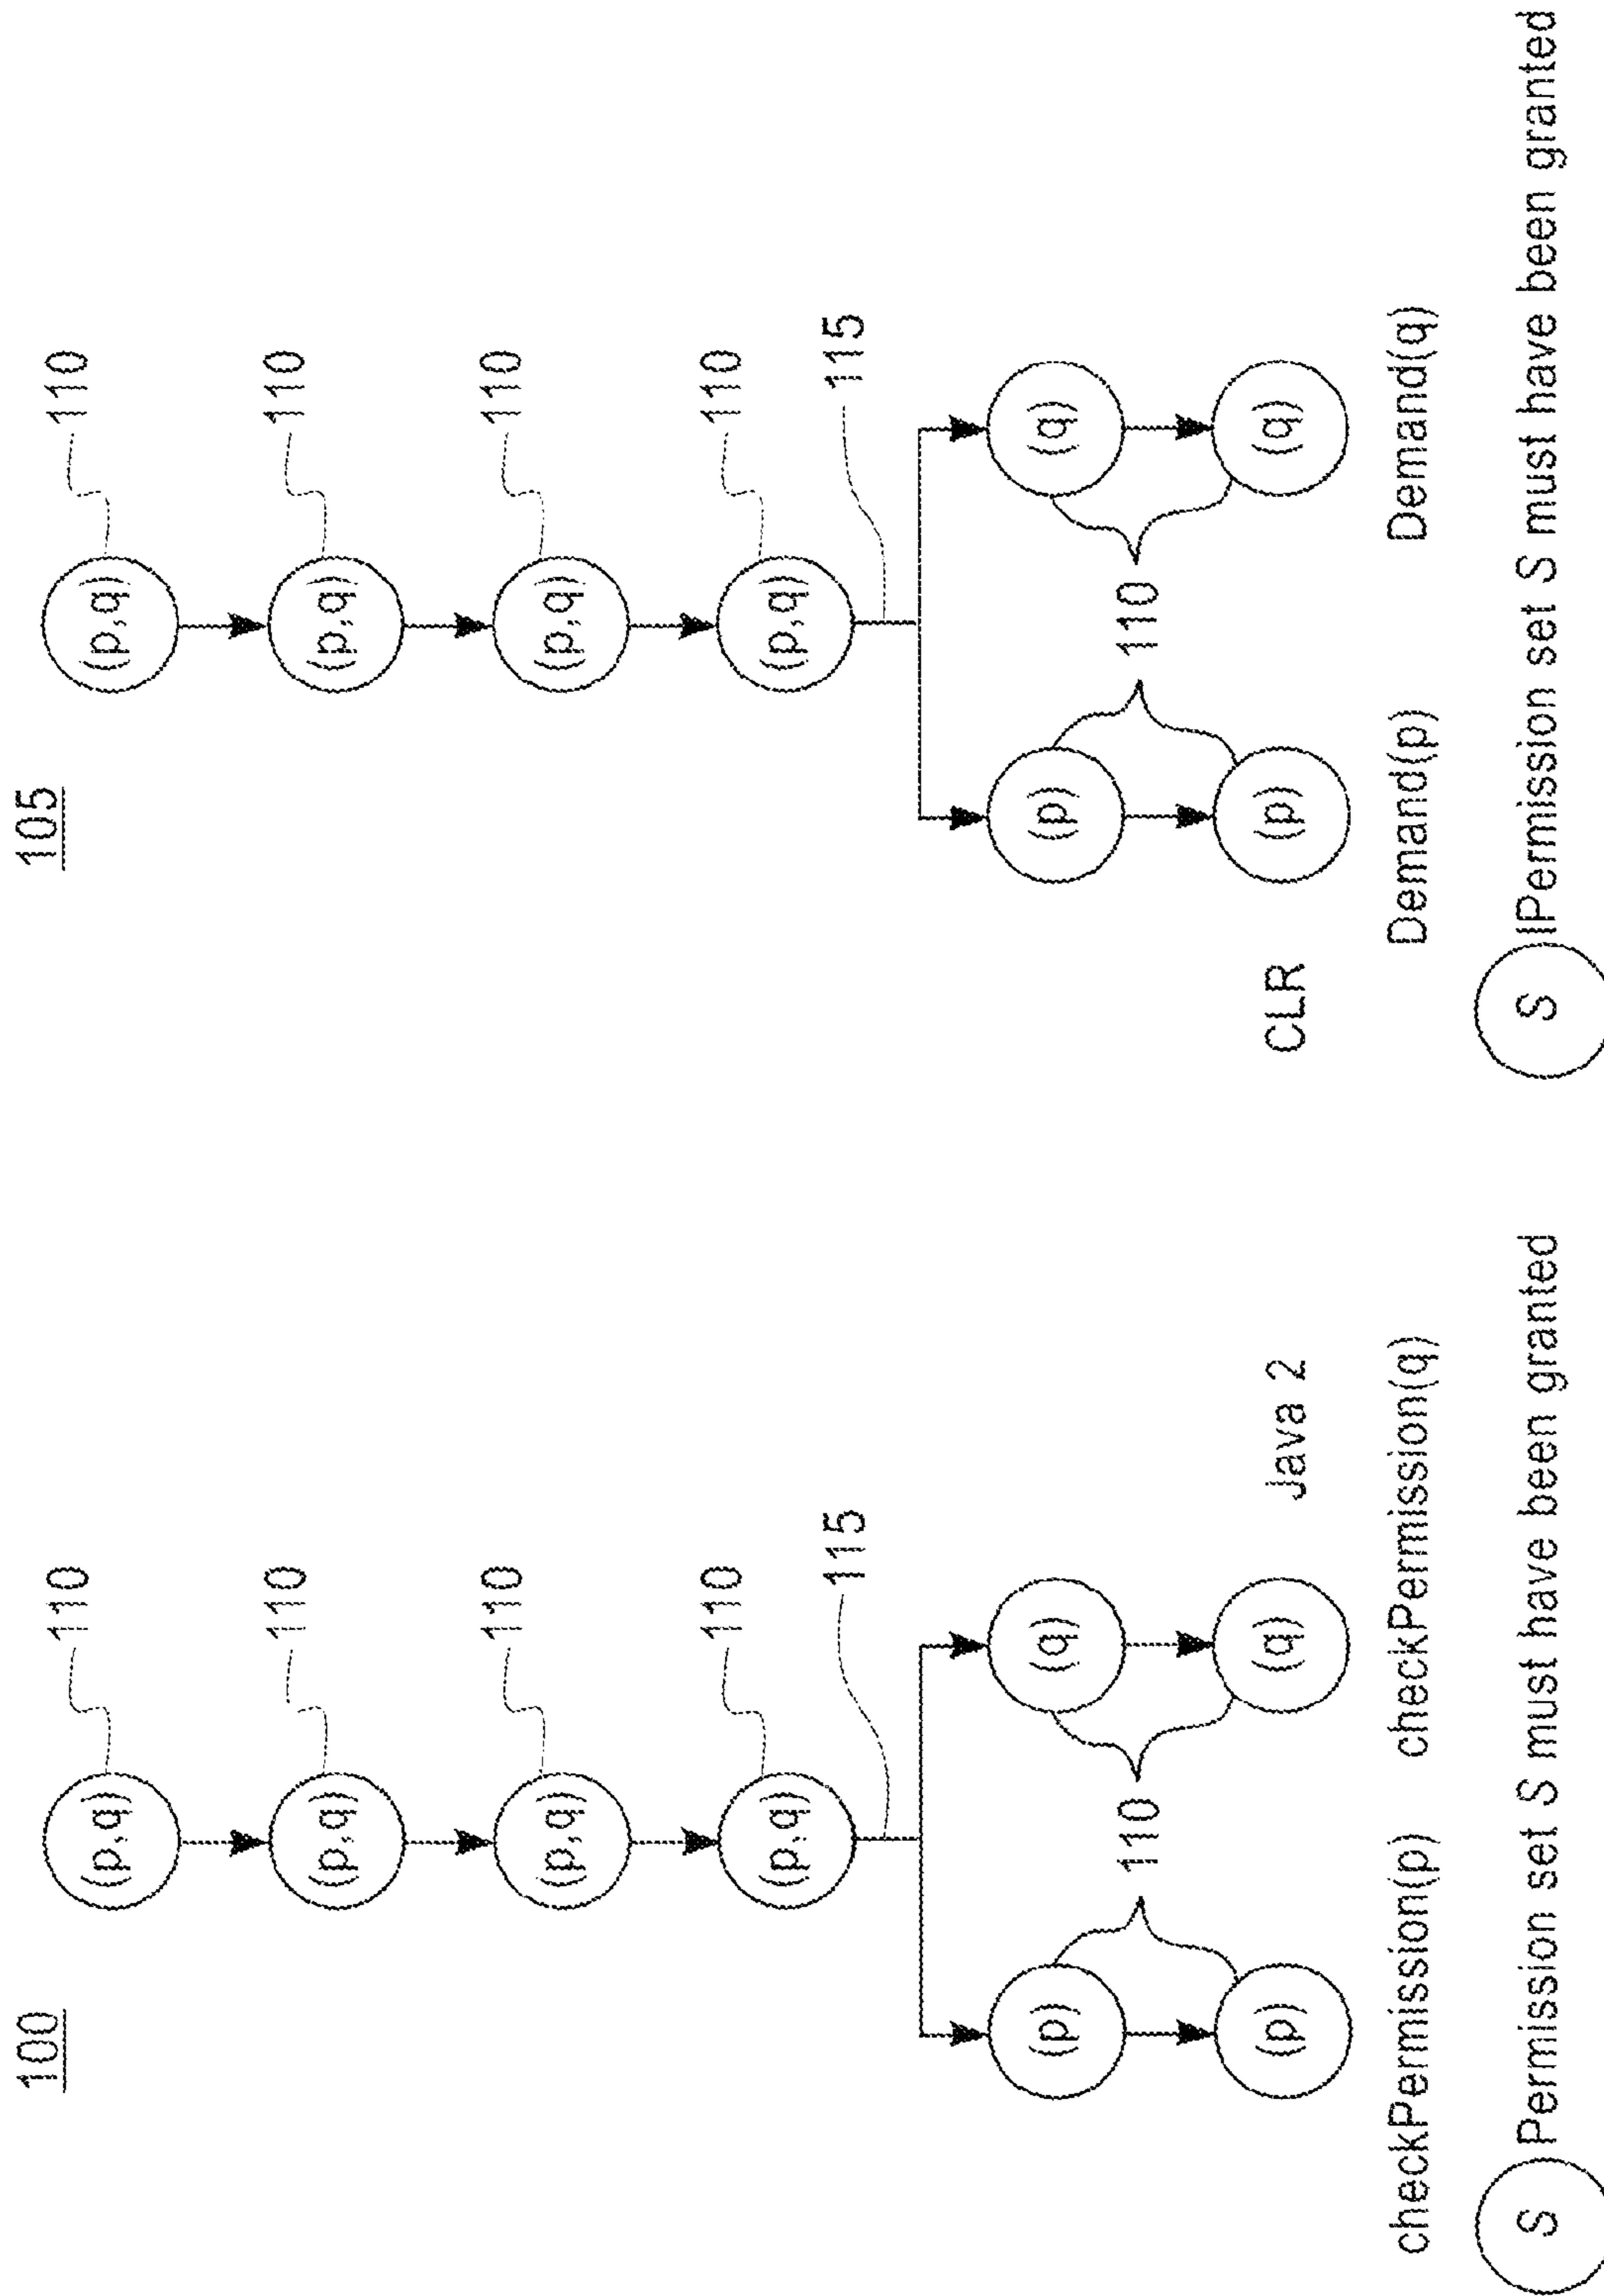 100
(p,q)
110
(p,q)
110
(p,q)
110
(p,q)
110
115
(p)
(q)
110
(p)
(q)
Java 2
checkPermission(p)
checkPermission(q)
S
Permission set S must have been granted
105
(p,q)
110
(p,q)
110
(p,q)
110
(p,q)
110
115
(p)
(q)
110
(p)
(q)
CLR
Demand(p)
Demand(q)
S
IPermission set S must have been granted